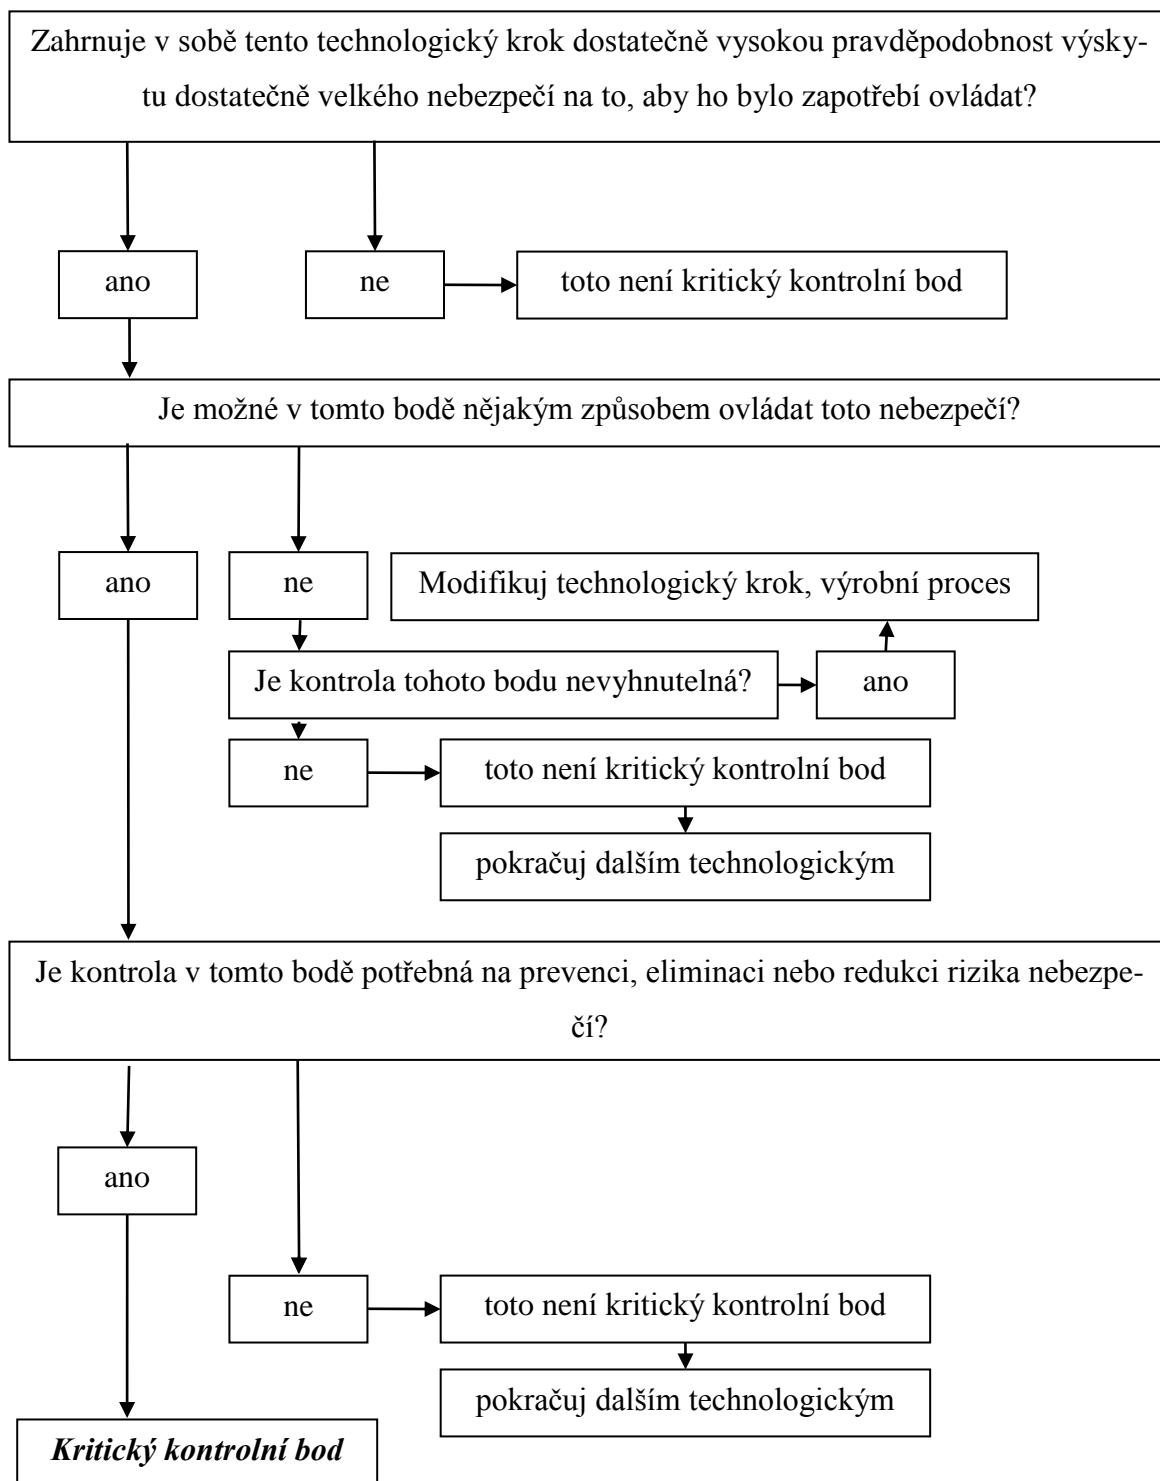 Zahrnuje v sobě tento technologický krok dostatečně vysokou pravděpodobnost výsky-
tu dostatečně velkého nebezpečí na to, aby ho bylo zapotřebí ovládat?
ano
ne
toto není kritický kontrolní bod
Je možné v tomto bodě nějakým způsobem ovládat toto nebezpečí?
ano
ne
Modifikuj technologický krok, výrobní proces
Je kontrola tohoto bodu nevyhnutelná?
ano
ne
toto není kritický kontrolní bod
pokračuj dalším technologickým
Je kontrola v tomto bodě potřebná na prevenci, eliminaci nebo redukci rizika nebezpe-
čí?
ano
ne
toto není kritický kontrolní bod
pokračuj dalším technologickým
Kritický kontrolní bod